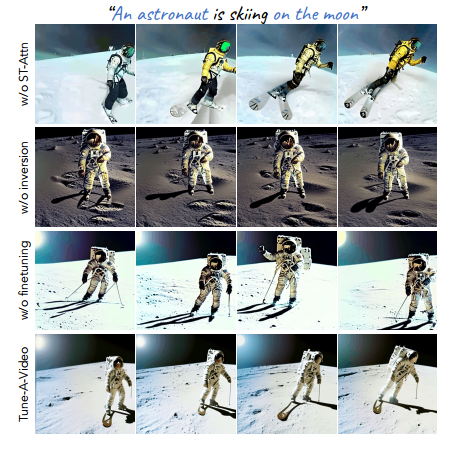 “An astronaut is skiing on the moon”
w/o ST-Attn
w/o inversion
w/o finetuning
Tune-A-Video